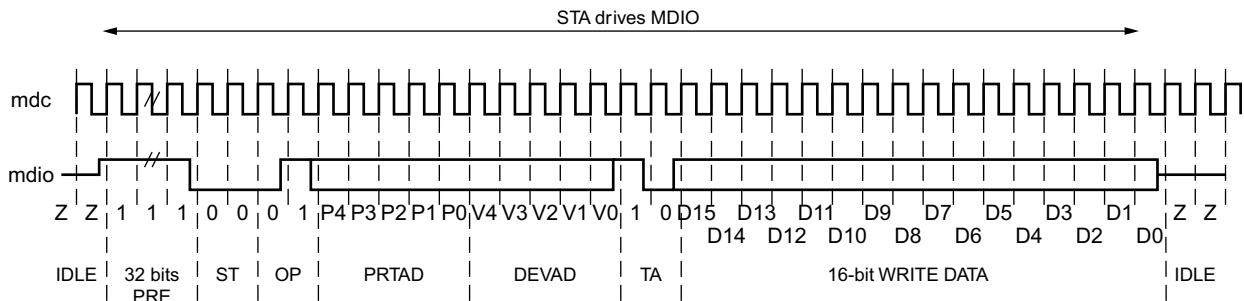 STA drives MDIO
mdc
mdio
Z Z 1 1 1 0 0 0 1 P4 P3 P2 P1 P0 V4 V3 V2 V1 V0 1 0 D15 D13 D11 D9 D7 D5 D3 D1 Z Z
D14 D12 D10 D8 D6 D4 D2 D0
IDLE 32 bits ST OP PRTAD DEVAD TA 16-bit WRITE DATA IDLE
PRE